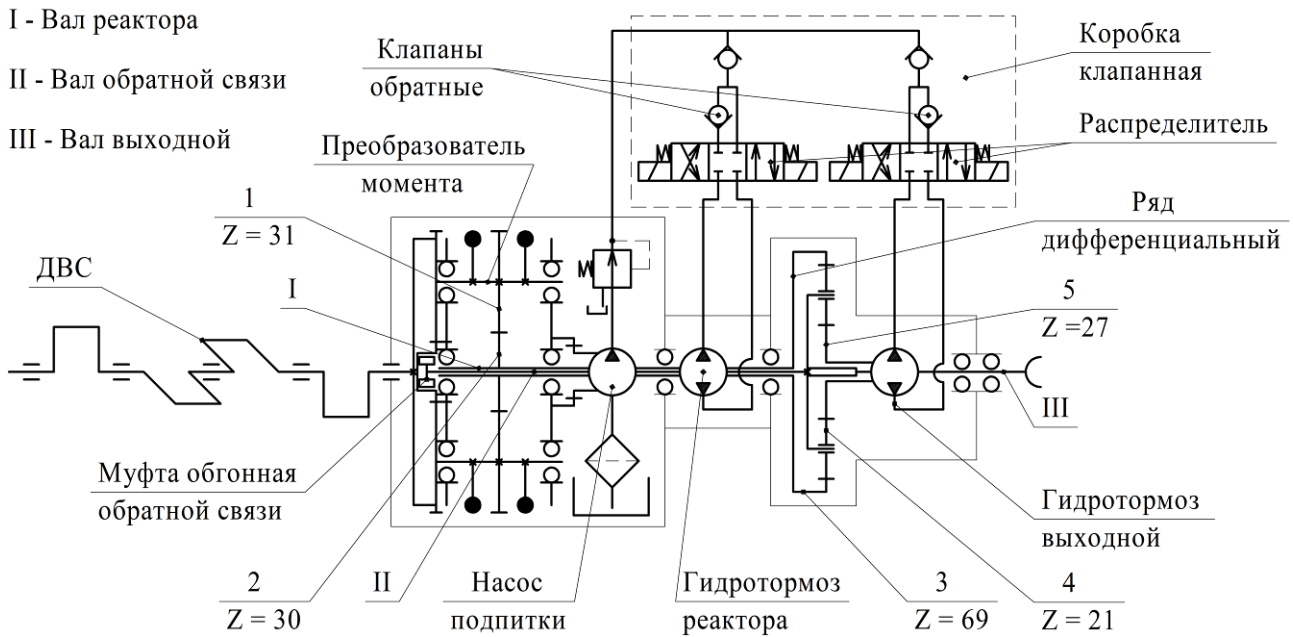 I - Вал реактора
II - Вал обратной связи
III - Вал выходной
Клапаны
обратные
Коробка
клапанная
Распределитель
Преобразователь
момента
1
Z = 31
ДВС
I
Ряд
дифференциальный
5
Z =27
III
Муфта обгонная
обратной связи
Гидротормоз
выходной
2
Z = 30
II
Насос
подпитки
Гидротормоз
реактора
3
Z = 69
4
Z = 21